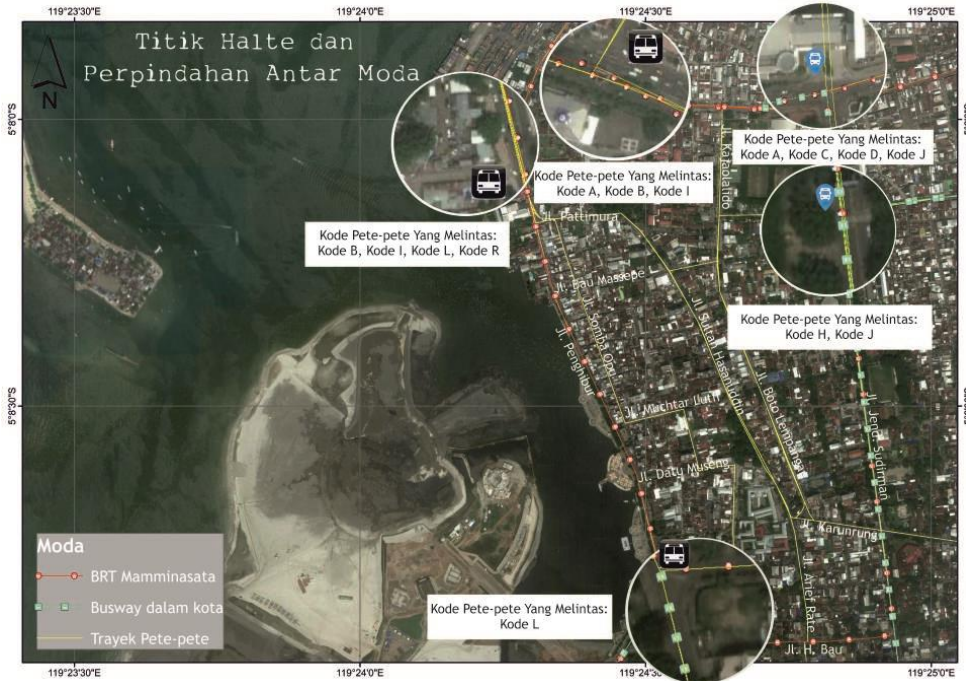 119°23'30"E
119°24'0"E
119°24'30"E
119°25'0"E
Titik Halte dan
Perpindahan Antar Moda
N
5°8'0"S
Kode Pete-pete Yang Melintas:
Kode A, Kode C, Kode D, Kode J
Kode Pete-pete Yang Melintas:
Kode A, Kode B, Kode I
Kode Pete-pete Yang Melintas:
Kode B, Kode I, Kode L, Kode R
Kode Pete-pete Yang Melintas:
Kode H, Kode J
Jl. Kajaolalido
Jl. Pattimura
Jl. Bau Massepe
Jl. Somba Opu
Jl. Penghibur
Jl. Sultan Hasanuddin
Jl. Botolempangan
Jl. Mochtar Lutfi
Jl. Datu Museng
Jl. Jend. Sudirman
Jl. Karunrung
Jl. Arief Rate
Jl. H. Bau
5°8'30"S
Moda
BRT Mamminasata
Busway dalam kota
Trayek Pete-pete
Kode Pete-pete Yang Melintas:
Kode L
119°23'30"E
119°24'0"E
119°24'30"E
119°25'0"E